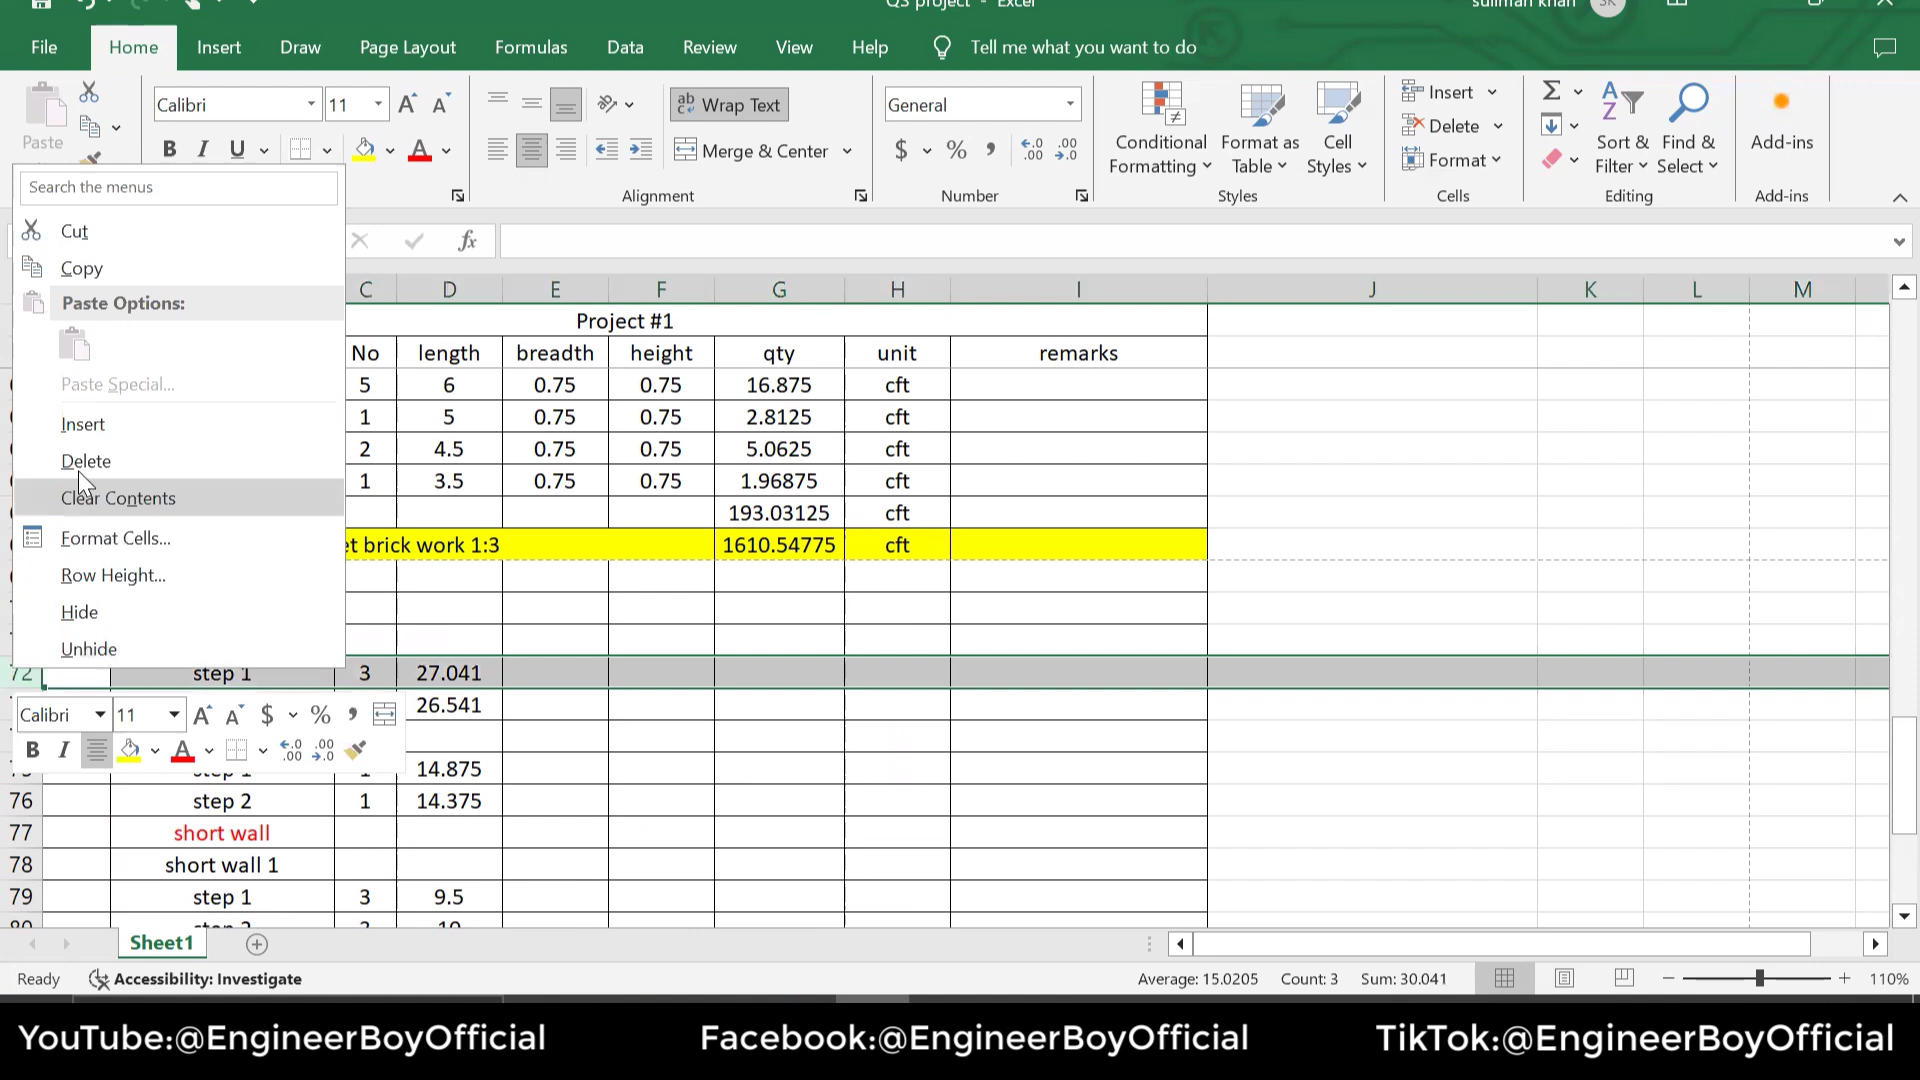 QS project - Excel
suliman khan
SK
File Home Insert Draw Page Layout Formulas Data Review View Help Tell me what you want to do
Paste
Calibri 11
Wrap Text
Merge & Center
General
Conditional Formatting
Format as Table
Cell Styles
Insert
Delete
Format
Sort & Filter
Find & Select
Add-ins
Alignment
Number
Styles
Cells
Editing
Add-ins
Search the menus
Cut
Copy
Paste Options:
Paste Special...
Insert
Delete
Clear Contents
Format Cells...
Row Height...
Hide
Unhide
fx
C D E F G H I J K L M
Project #1
No length breadth height qty unit remarks
5 6 0.75 0.75 16.875 cft
1 5 0.75 0.75 2.8125 cft
2 4.5 0.75 0.75 5.0625 cft
1 3.5 0.75 0.75 1.96875 cft
193.03125 cft
et brick work 1:3 1610.54775 cft
72 step 1 3 27.041
26.541
Calibri 11
14.875
76 step 2 1 14.375
77 short wall
78 short wall 1
79 step 1 3 9.5
80 step 2 3 10
Sheet1
Ready Accessibility: Investigate Average: 15.0205 Count: 3 Sum: 30.041 110%
YouTube:@EngineerBoyOfficial Facebook:@EngineerBoyOfficial TikTok:@EngineerBoyOfficial